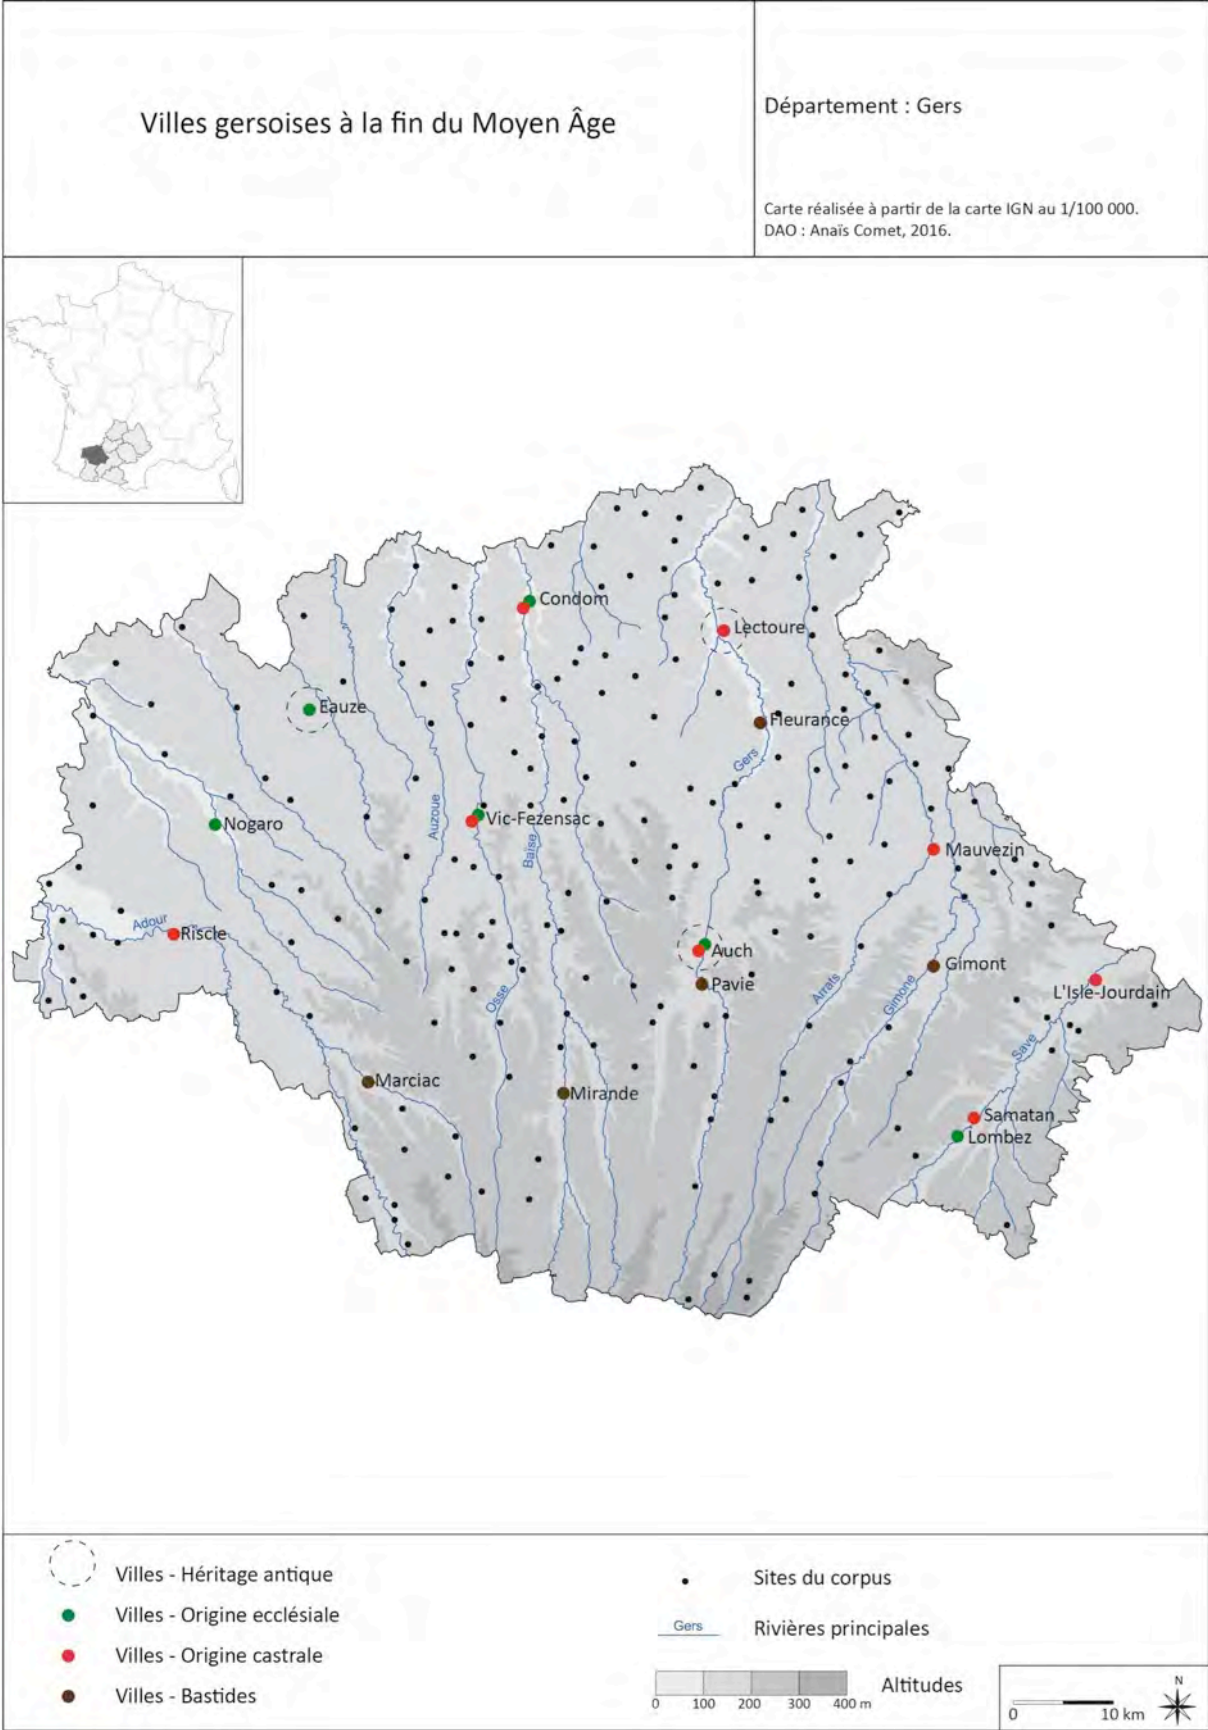 Villes gersoises à la fin du Moyen Âge
Département : Gers
Carte réalisée à partir de la carte IGN au 1/100 000.
DAO : Anaïs Comet, 2016.
Condom
Lectoure
Eauze
Fleurance
Gers
Auzoue
Nogaro
Vic-Fezensac
Baïse
Mauvezin
Adour
Riscle
Auch
Gimont
Pavie
Arrats
Gimone
L'Isle-Jourdain
Osse
Save
Marciac
Mirande
Samatan
Lombez
Villes - Héritage antique
Villes - Origine ecclésiale
Villes - Origine castrale
Villes - Bastides
Sites du corpus
Gers
Rivières principales
Altitudes
0 100 200 300 400 m
N
0 10 km